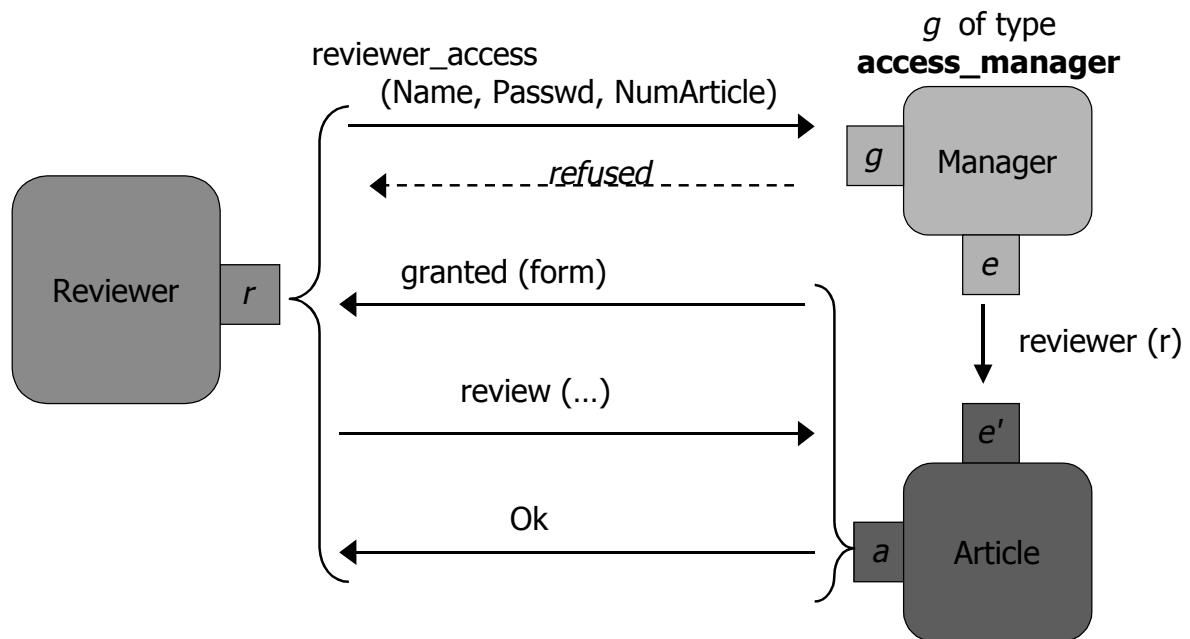 g of type
access_manager
reviewer_access
(Name, Passwd, NumArticle)
g
Manager
refused
e
granted (form)
Reviewer
r
reviewer (r)
review (...)
e'
Ok
a
Article